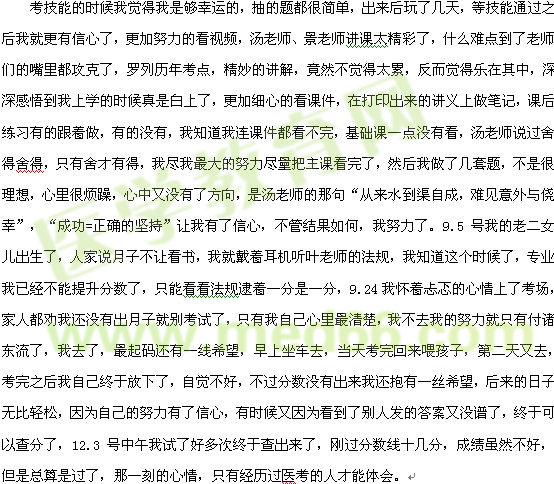 考技能的时候我觉得我是够幸运的，抽的题都很简单，出来后玩了几天，等技能通过之
后我就更有信心了，更加努力的看视频，汤老师、景老师讲课太精彩了，什么难点到了老师
们的嘴里都攻克了，罗列历年考点，精妙的讲解，竟然不觉得太累，反而觉得乐在其中，深
深感悟到我上学的时候真是白上了，更加细心的看课件，在打印出来的讲义上做笔记，课后
练习有的跟着做，有的没有，我知道我连课件都看不完，基础课一点没有看，汤老师说过舍
得舍得，只有舍才有得，我尽我最大的努力尽量把主课看完了，然后我做了几套题，不是很
理想，心里很烦躁，心中又没有了方向，是汤老师的那句“从来水到渠自成，难见意外与侥
幸”，“成功=正确的坚持”让我有了信心，不管结果如何，我努力了。9.5 号我的老二女
儿出生了，人家说月子不让看书，我就戴着耳机听叶老师的法规，我知道这个时候了，专业
我已经不能提升分数了，只能看看法规逮着一分是一分，9.24 我怀着忐忑的心情上了考场，
家人都劝我还没有出月子就别考试了，只有我自己心里最清楚，我不去我的努力就只有付诸
东流了，我去了，最起码还有一线希望，早上坐车去，当天考完回来喂孩子，第二天又去，
考完之后我自己终于放下了，自觉不好，不过分数没有出来我还抱有一丝希望，后来的日子
无比轻松，因为自己的努力有了信心，有时候又因为看到了别人发的答案又没谱了，终于可
以查分了，12.3 号中午我试了好多次终于查出来了，刚过分数线十几分，成绩虽然不好，
但是总算是过了，那一刻的心情，只有经历过医考的人才能体会。
医学教育网
www.med66.com